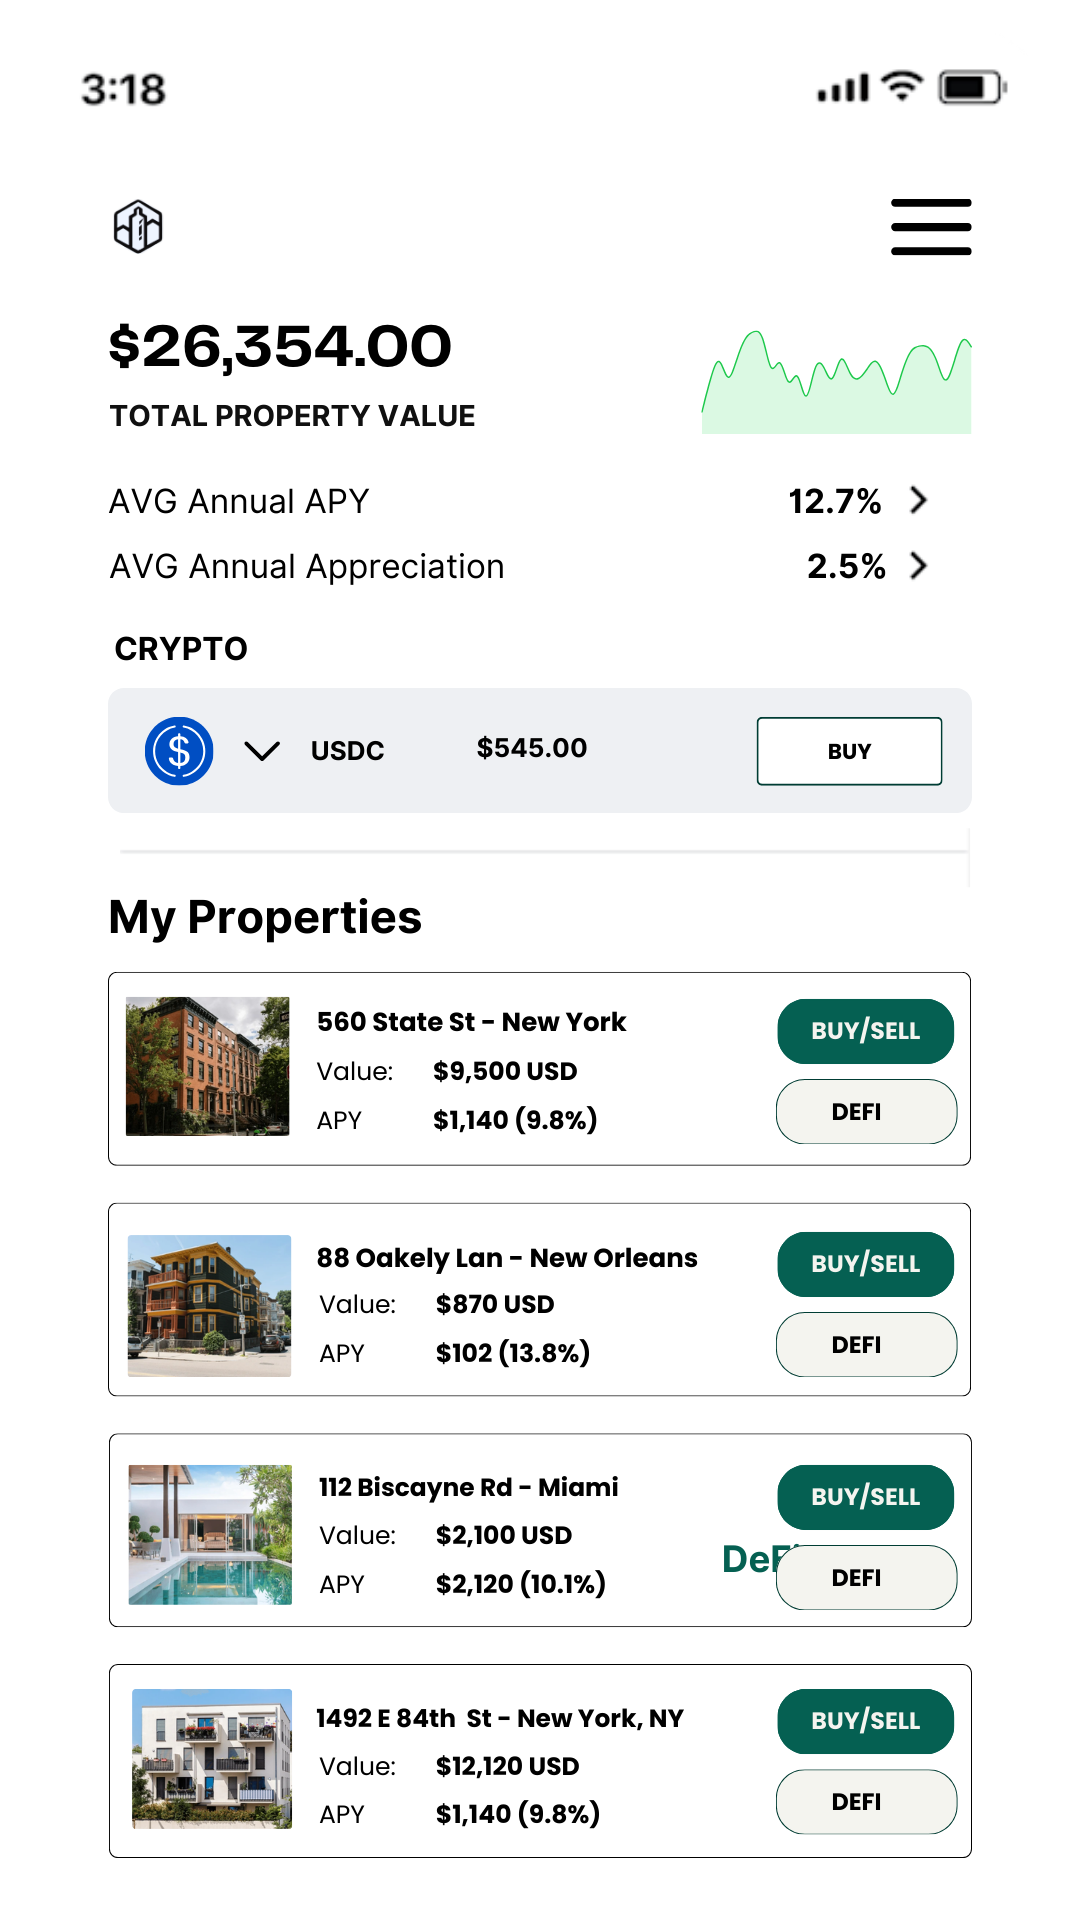 3:18
$26,354.00
TOTAL PROPERTY VALUE
AVG Annual APY 12.7%
AVG Annual Appreciation 2.5%
CRYPTO
$ USDC $545.00 BUY
My Properties
560 State St - New York
Value: $9,500 USD
APY $1,140 (9.8%)
BUY/SELL
DEFI
88 Oakely Lan - New Orleans
Value: $870 USD
APY $102 (13.8%)
BUY/SELL
DEFI
112 Biscayne Rd - Miami
Value: $2,100 USD
APY $2,120 (10.1%)
BUY/SELL
DeFi
DEFI
1492 E 84th  St - New York, NY
Value: $12,120 USD
APY $1,140 (9.8%)
BUY/SELL
DEFI